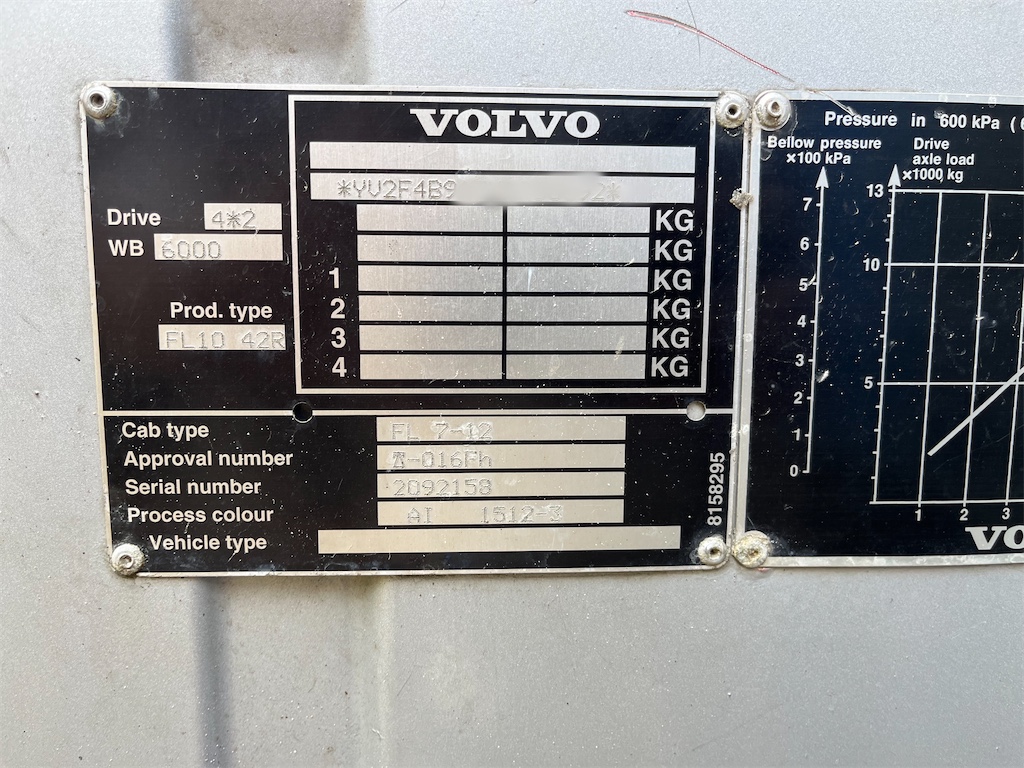 VOLVO
*YV2F4B9 2*
Drive 4*2
WB 6000
KG
KG
1 KG
2 KG
3 KG
4 KG
Prod. type
FL10 42R
Cab type FL 7-12
Approval number -016Fh
Serial number 2092158
Process colour AI 1512-3
Vehicle type
8158295
Pressure in 600 kPa (6
Bellow pressure
×100 kPa
Drive
axle load
×1000 kg
7
6
5
4
3
2
1
0
13
10
5
1 2 3
VO